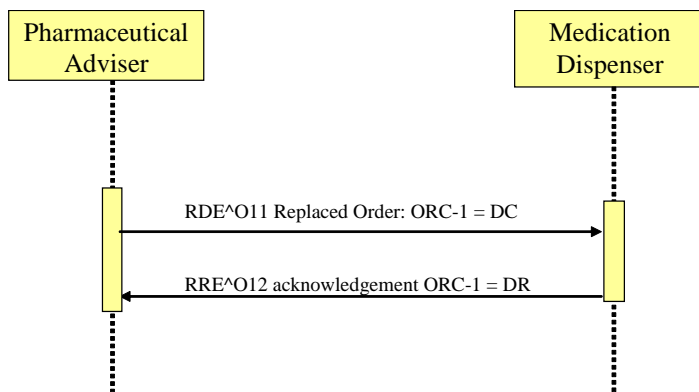 Pharmaceutical
Adviser
Medication
Dispenser
RDE^O11 Replaced Order: ORC-1 = DC
RRE^O12 acknowledgement ORC-1 = DR